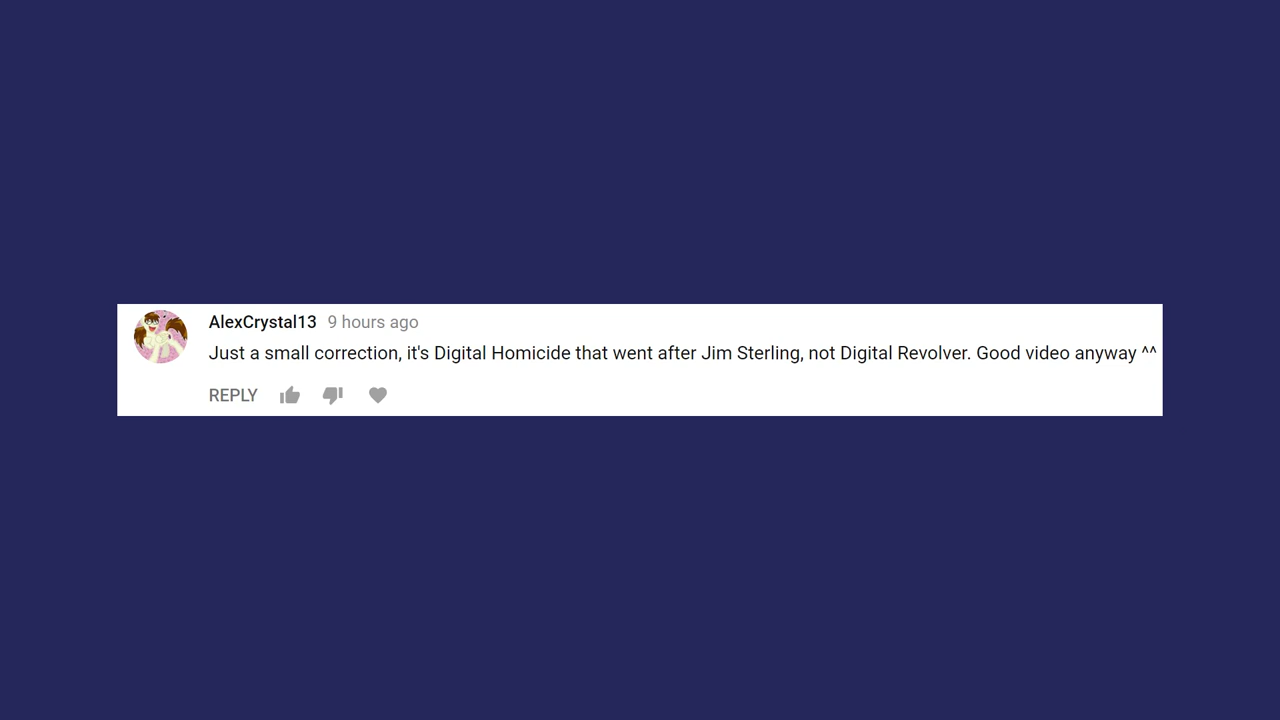 AlexCrystal13 9 hours ago
Just a small correction, it's Digital Homicide that went after Jim Sterling, not Digital Revolver. Good video anyway ^^
REPLY